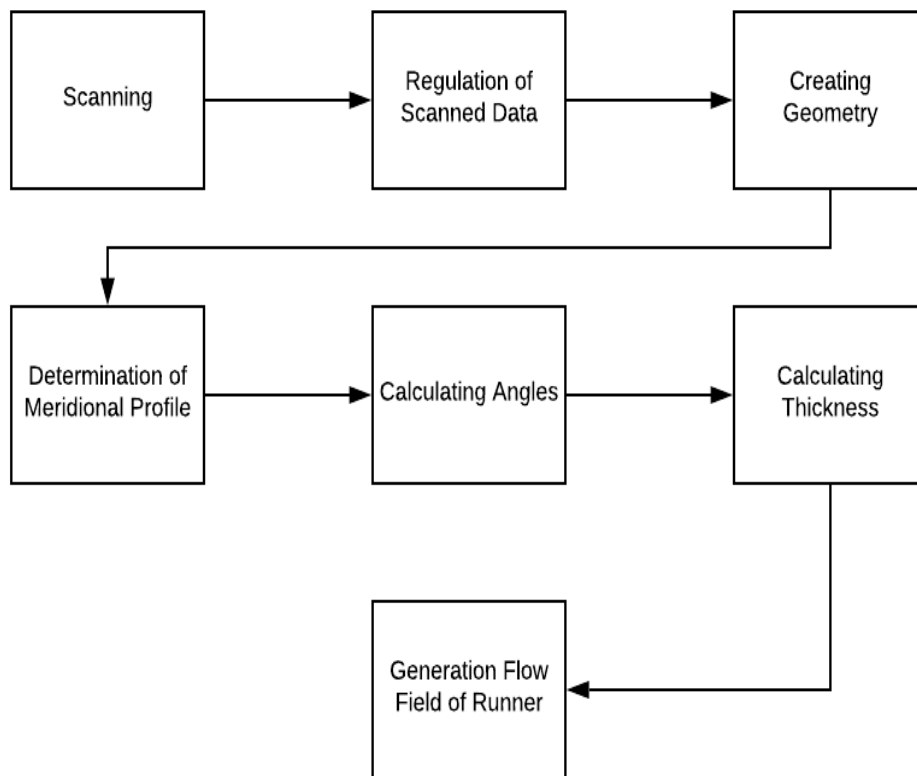 Scanning
Regulation of
Scanned Data
Creating
Geometry
Determination of
Meridional Profile
Calculating Angles
Calculating
Thickness
Generation Flow
Field of Runner